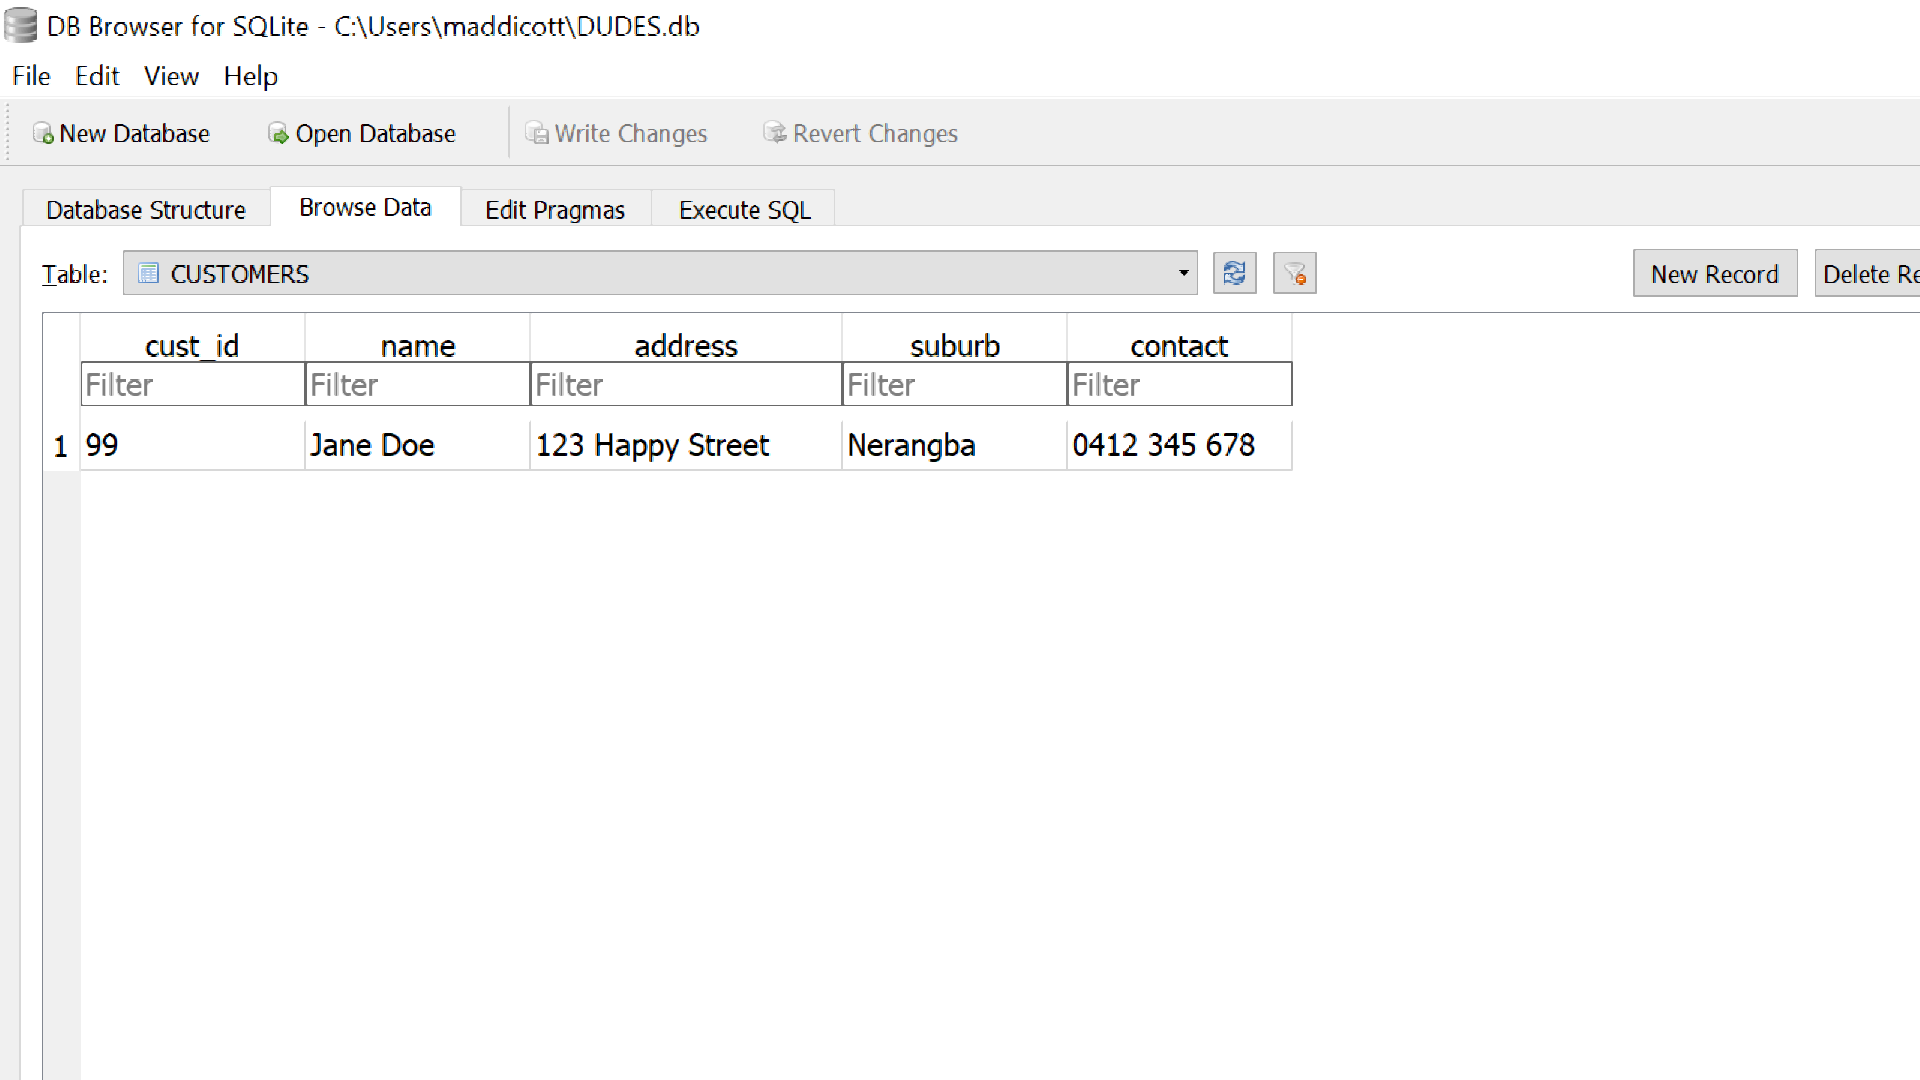 DB Browser for SQLite - C:\Users\maddicott\DUDES.db
File Edit View Help
New Database Open Database Write Changes Revert Changes
Database Structure Browse Data Edit Pragmas Execute SQL
Table: CUSTOMERS New Record Delete Re
cust_id name address suburb contact
Filter Filter Filter Filter Filter
1 99 Jane Doe 123 Happy Street Nerangba 0412 345 678